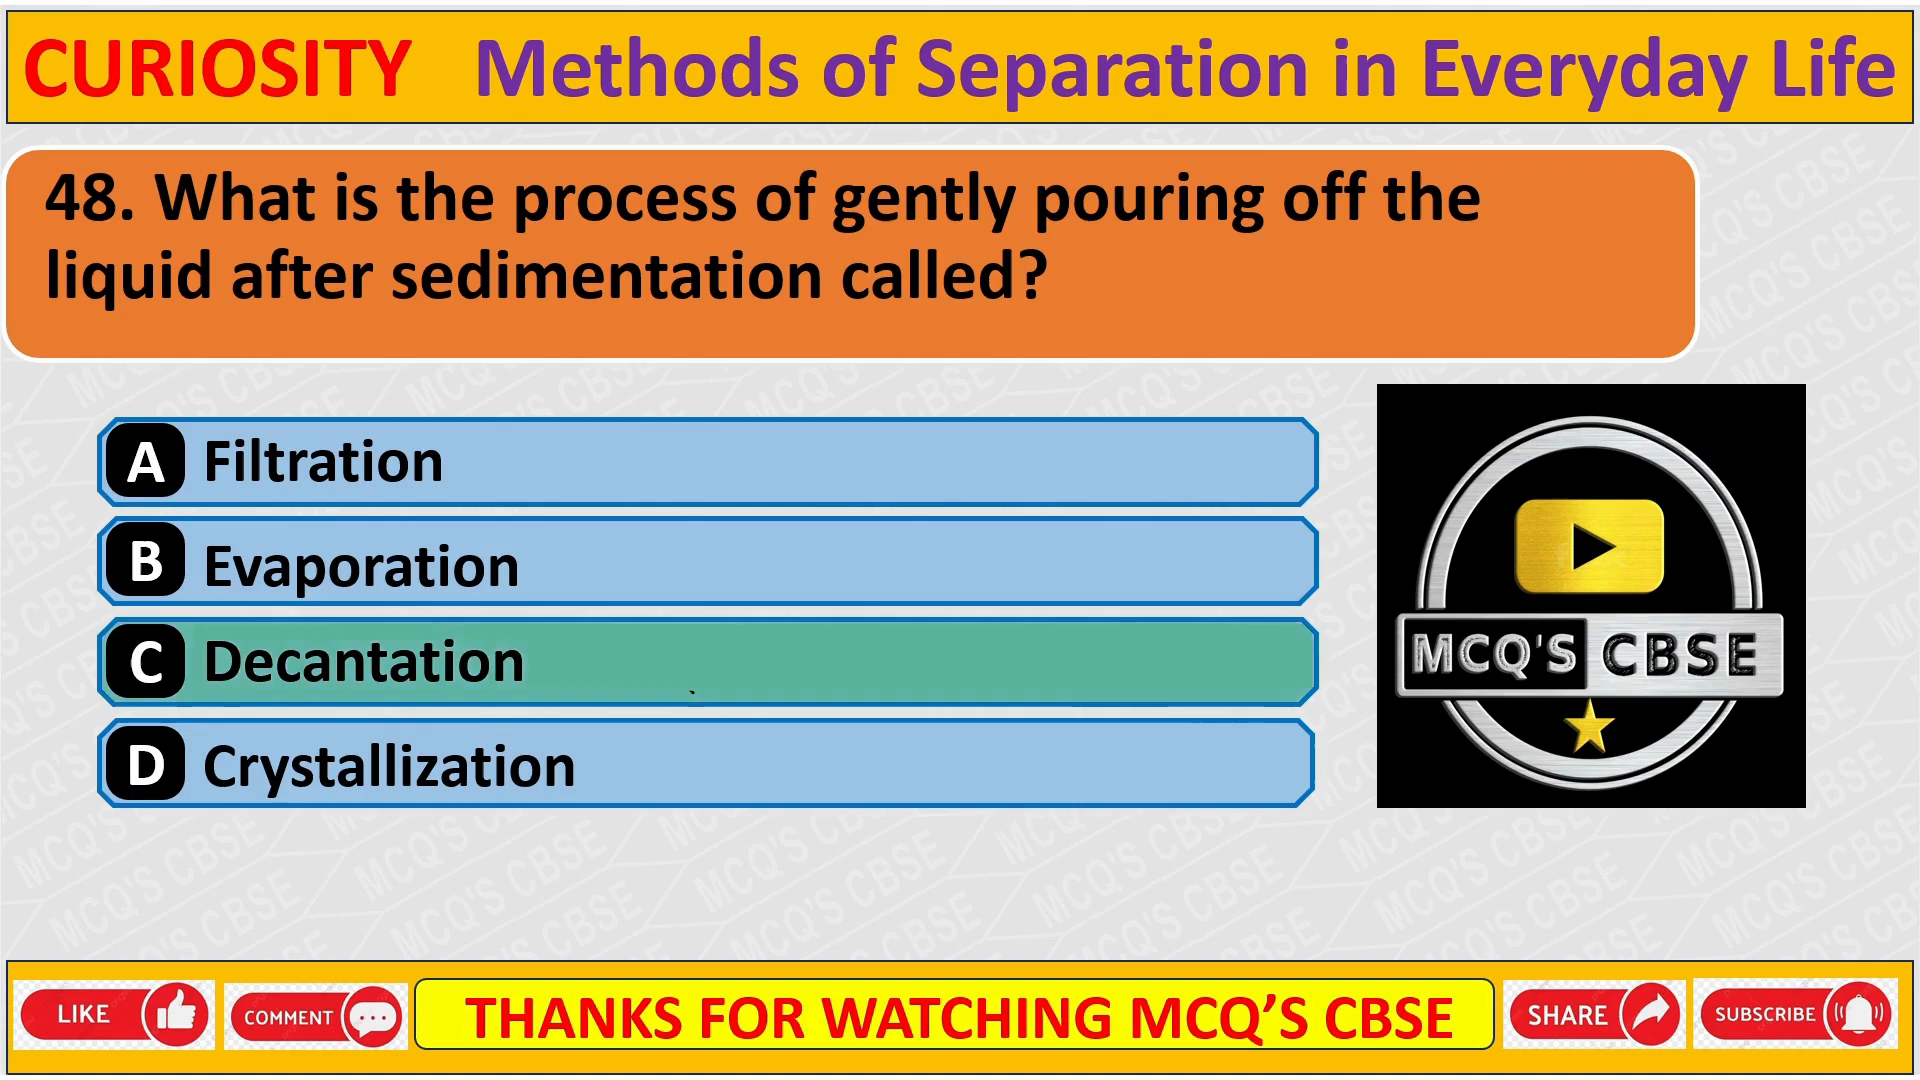 CURIOSITY Methods of Separation in Everyday Life
48. What is the process of gently pouring off the
liquid after sedimentation called?
A Filtration
B Evaporation
C Decantation
D Crystallization
MCQ'S CBSE
LIKE
COMMENT
THANKS FOR WATCHING MCQ’S CBSE
SHARE
SUBSCRIBE